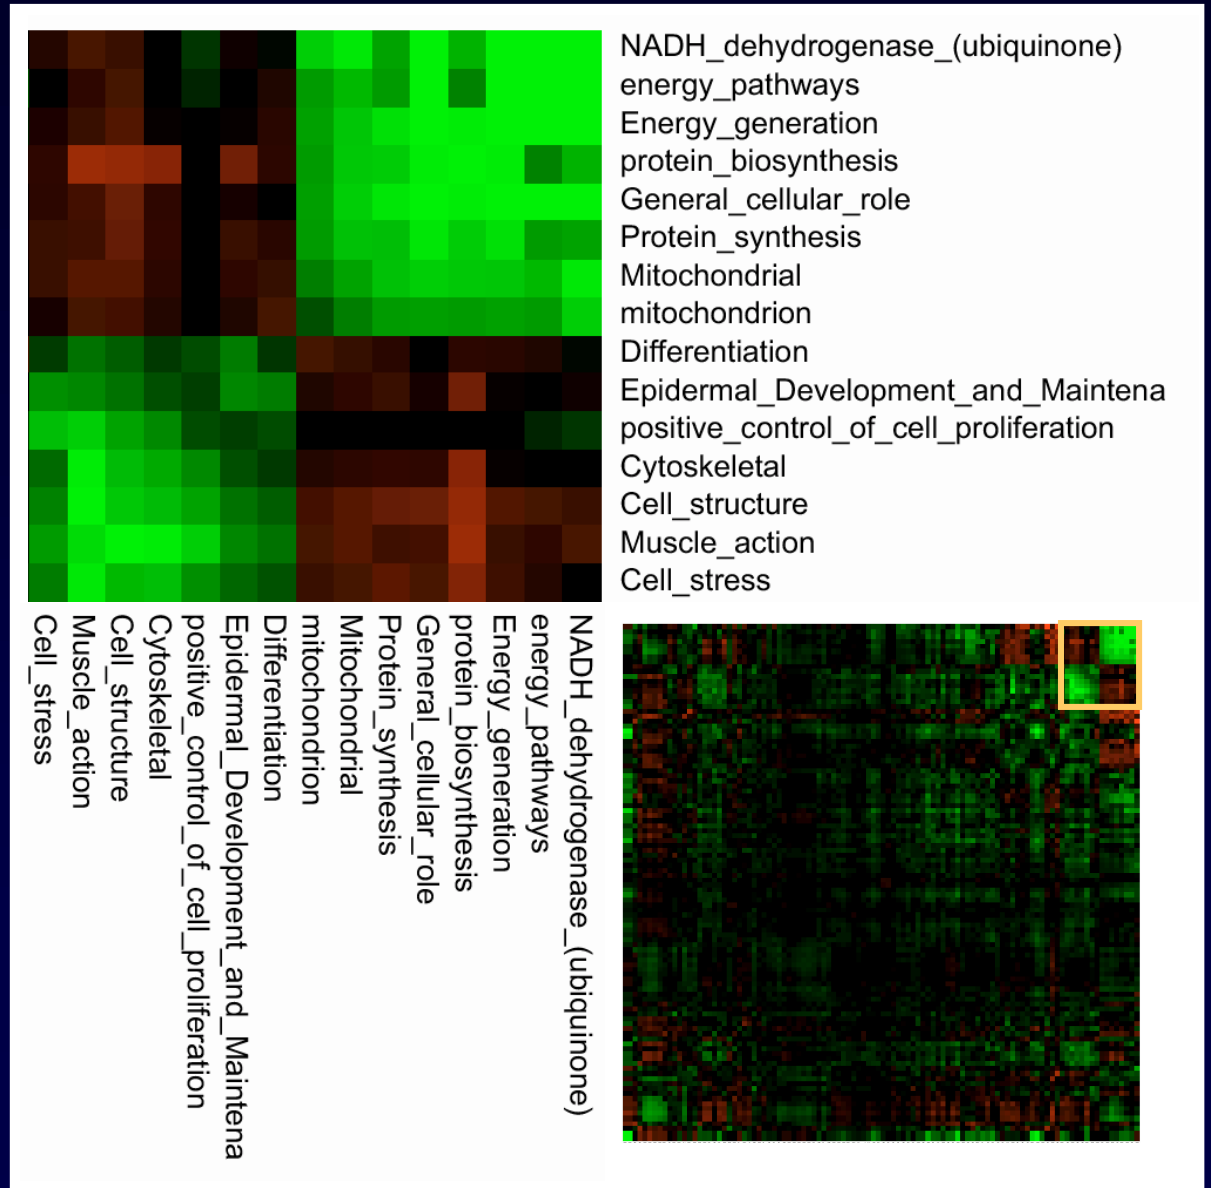 NADH_dehydrogenase_(ubiquinone)
energy_pathways
Energy_generation
protein_biosynthesis
General_cellular_role
Protein_synthesis
Mitochondrial
mitochondrion
Differentiation
Epidermal_Development_and_Maintena
positive_control_of_cell_proliferation
Cytoskeletal
Cell_structure
Muscle_action
Cell_stress
Cell_stress
Muscle_action
Cell_structure
Cytoskeletal
positive_control_of_cell_proliferation
Epidermal_Development_and_Maintena
Differentiation
mitochondrion
Mitochondrial
Protein_synthesis
General_cellular_role
protein_biosynthesis
Energy_generation
energy_pathways
NADH_dehydrogenase_(ubiquinone)